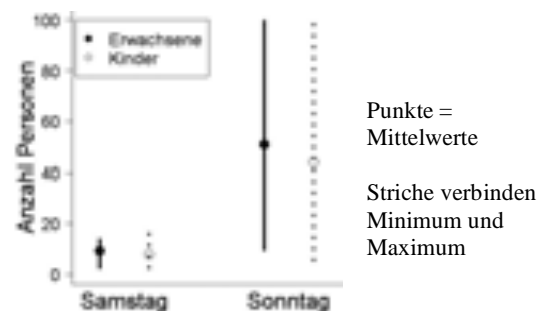 100
80
60
40
20
0
Anzahl Personen
Erwachsene
Kinder
Samstag
Sonntag
Punkte =
Mittelwerte
Striche verbinden
Minimum und
Maximum